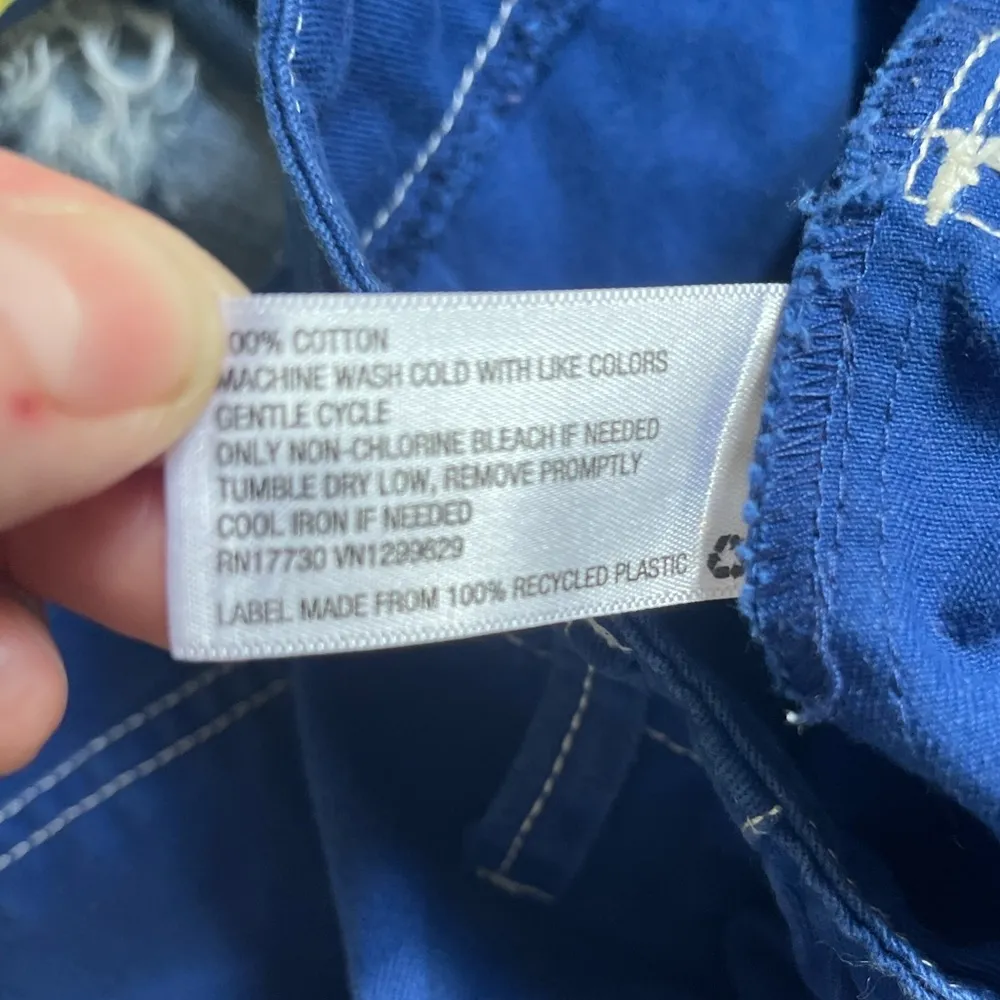 00% COTTON
MACHINE WASH COLD WITH LIKE COLORS
GENTLE CYCLE
ONLY NON-CHLORINE BLEACH IF NEEDED
TUMBLE DRY LOW, REMOVE PROMPTLY
COOL IRON IF NEEDED
RN17730 VN1299629
LABEL MADE FROM 100% RECYCLED PLASTIC